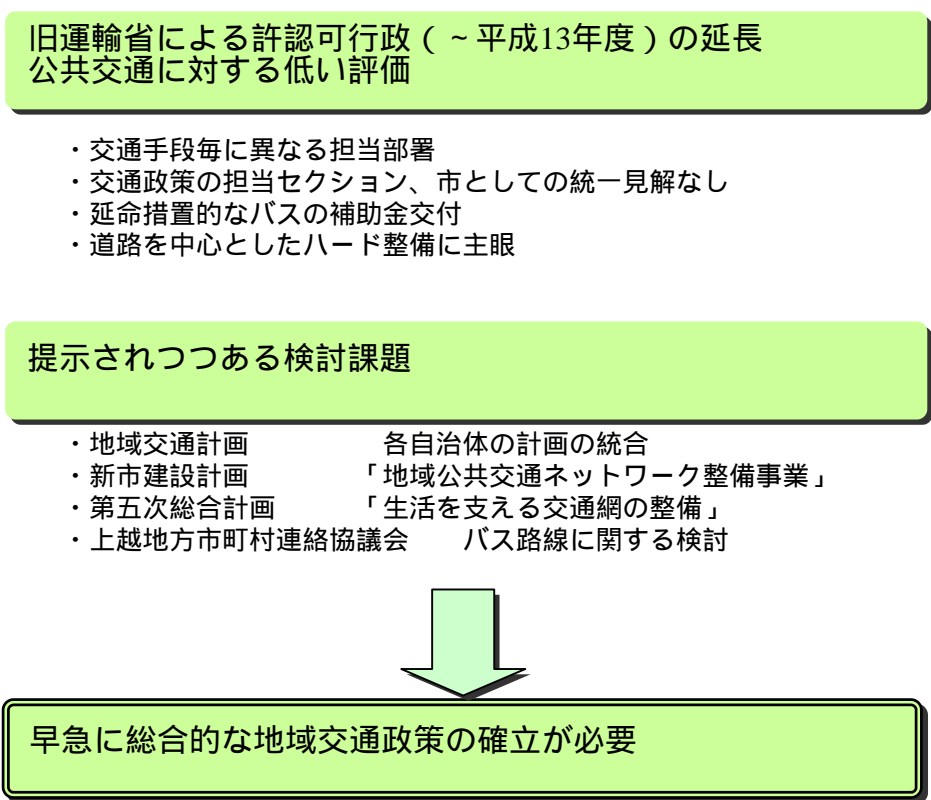 旧運輸省による許認可行政（～平成13年度）の延長
公共交通に対する低い評価
・交通手段毎に異なる担当部署
・交通政策の担当セクション、市としての統一見解なし
・延命措置的なバスの補助金交付
・道路を中心としたハード整備に主眼
提示されつつある検討課題
・地域交通計画　　　　　各自治体の計画の統合
・新市建設計画　　　　「地域公共交通ネットワーク整備事業」
・第五次総合計画　　　「生活を支える交通網の整備」
・上越地方市町村連絡協議会　　バス路線に関する検討
早急に総合的な地域交通政策の確立が必要